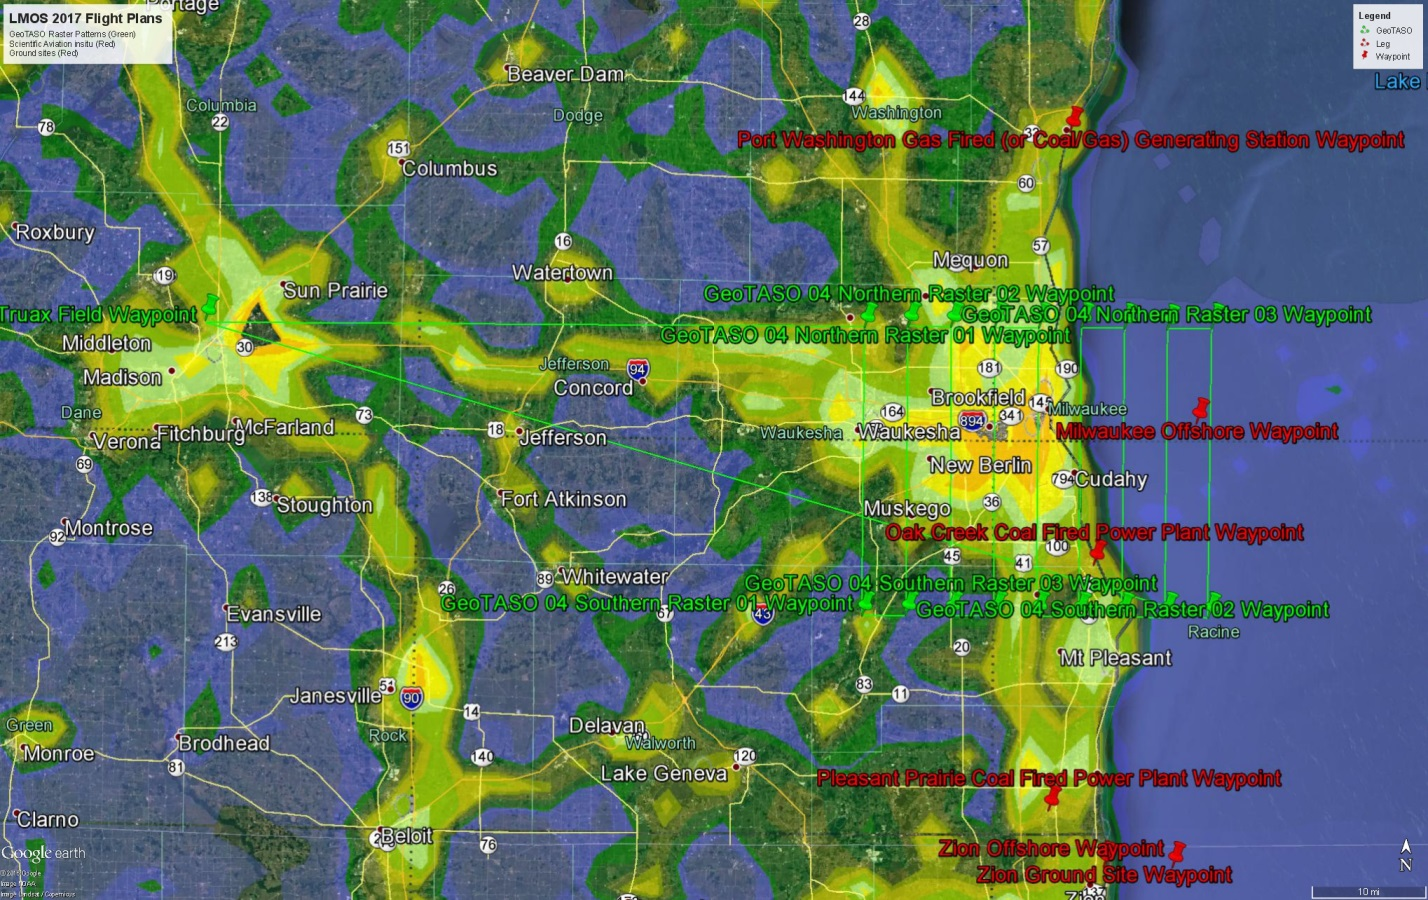 LMOS 2017 Flight Plans
GeoTASO Raster Patterns (Green)
Scientific Aviation insitu (Red)
Ground sites (Red)
Portage
28
Legend
GeoTASO
Leg
Waypoint
Lake
Beaver Dam
Columbia
22
78
Dodge
144
Washington
Port Washington Gas Fired (or Coal/Gas) Generating Station Waypoint
151
Columbus
60
Roxbury
16
57
19
Watertown
Mequon
Sun Prairie
GeoTASO 04 Northern Raster 02 Waypoint
Truax Field Waypoint
GeoTASO 04 Northern Raster 03 Waypoint
GeoTASO 04 Northern Raster 01 Waypoint
Middleton
30
Madison
Jefferson
94
Concord
181
190
Brookfield
145
Dane
73
164
341
Milwaukee
Verona
Fitchburg
McFarland
18
Jefferson
Waukesha
Waukesha
894
Milwaukee Offshore Waypoint
69
New Berlin
794
Cudahy
138
Stoughton
Fort Atkinson
Muskego
36
92
Montrose
Oak Creek Coal Fired Power Plant Waypoint
45
100
41
89
Whitewater
GeoTASO 04 Southern Raster 03 Waypoint
26
GeoTASO 04 Southern Raster 01 Waypoint
GeoTASO 04 Southern Raster 02 Waypoint
Evansville
67
43
213
Racine
20
Mt Pleasant
Janesville
51
90
83
11
14
Green
Rock
Delavan
Walworth
Monroe
Brodhead
81
140
120
Lake Geneva
Pleasant Prairie Coal Fired Power Plant Waypoint
Clarno
Beloit
76
Zion Offshore Waypoint
Google earth
Zion Ground Site Waypoint
N
Image NOAA
Image Landsat / Copernicus
137
10 mi